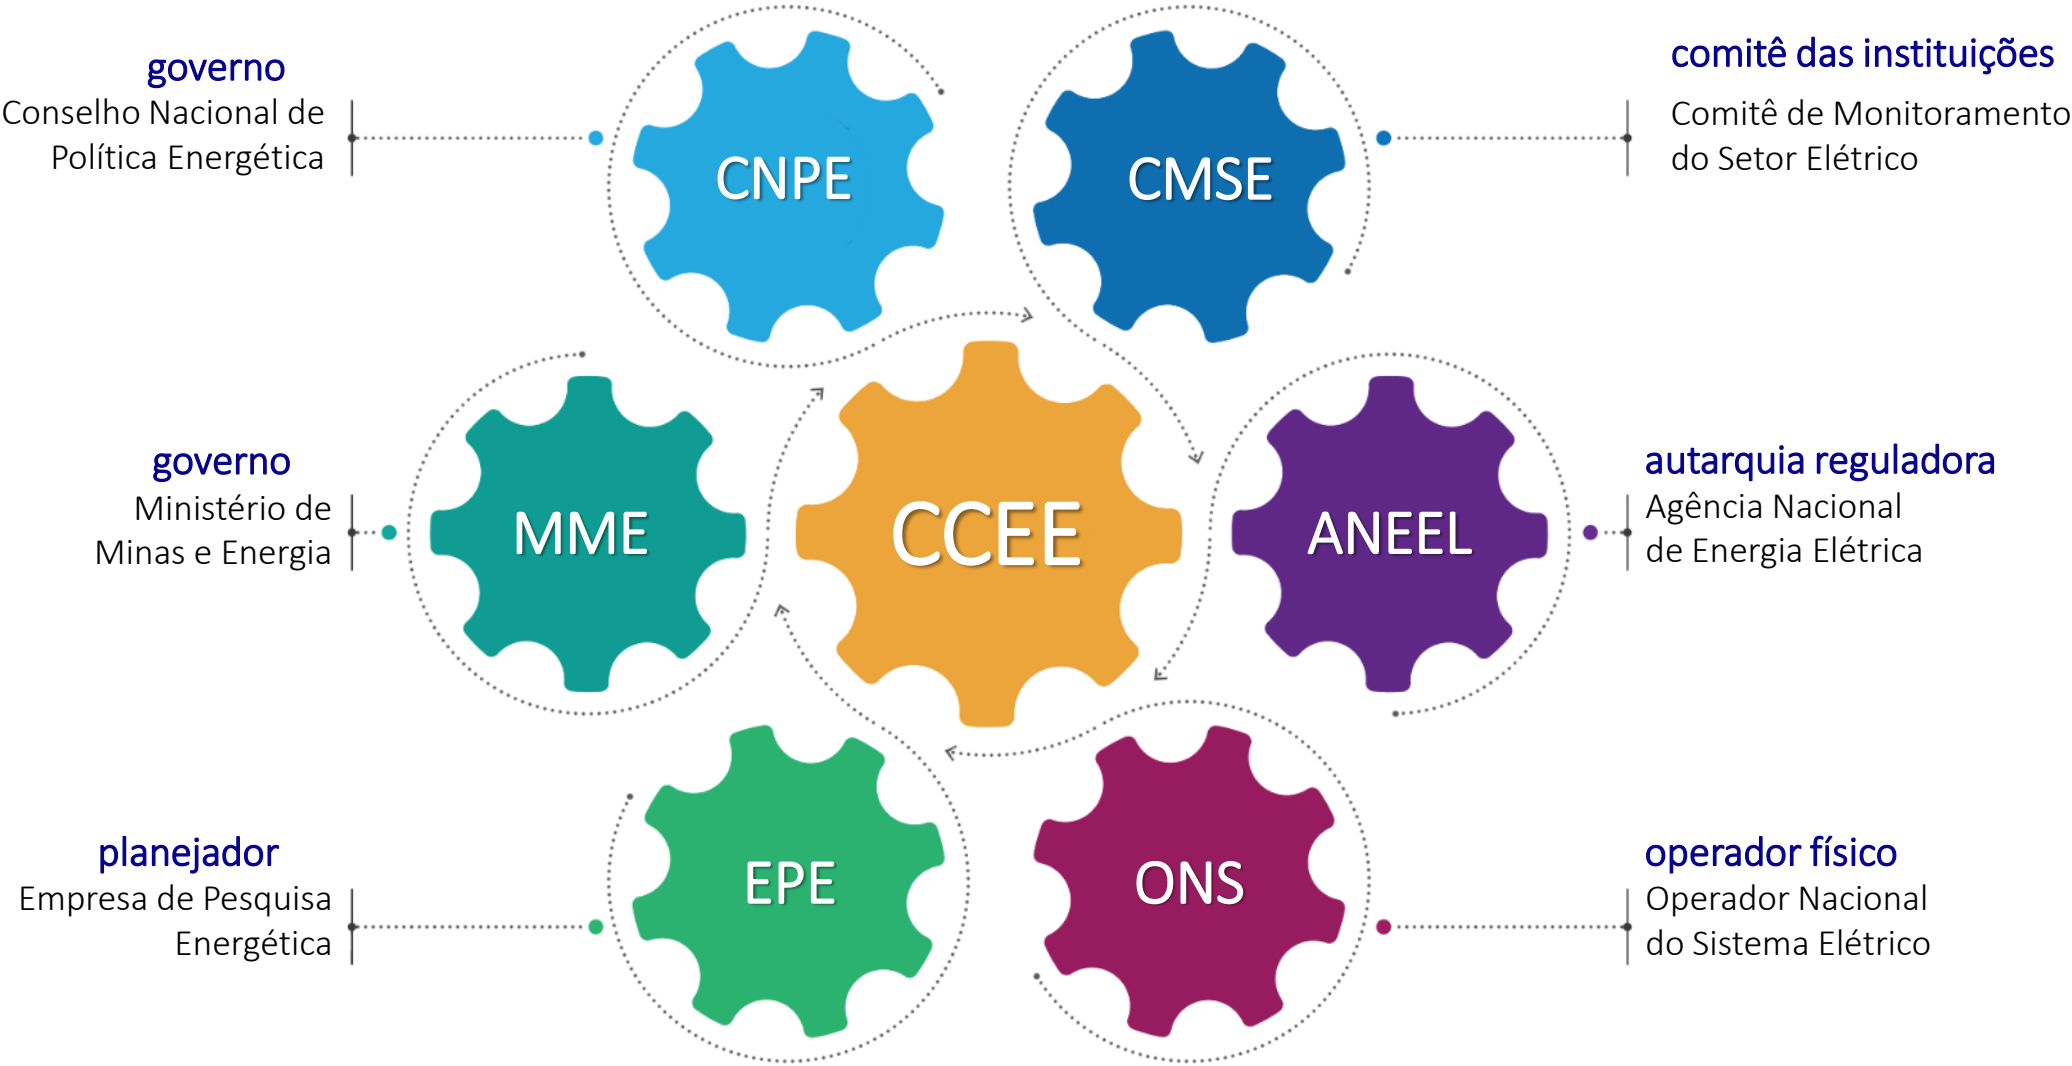 governo
Conselho Nacional de
Política Energética
CNPE
CMSE
comitê das instituições
Comitê de Monitoramento
do Setor Elétrico
governo
Ministério de
Minas e Energia
MME
CCEE
ANEEL
autarquia reguladora
Agência Nacional
de Energia Elétrica
planejador
Empresa de Pesquisa
Energética
EPE
ONS
operador físico
Operador Nacional
do Sistema Elétrico